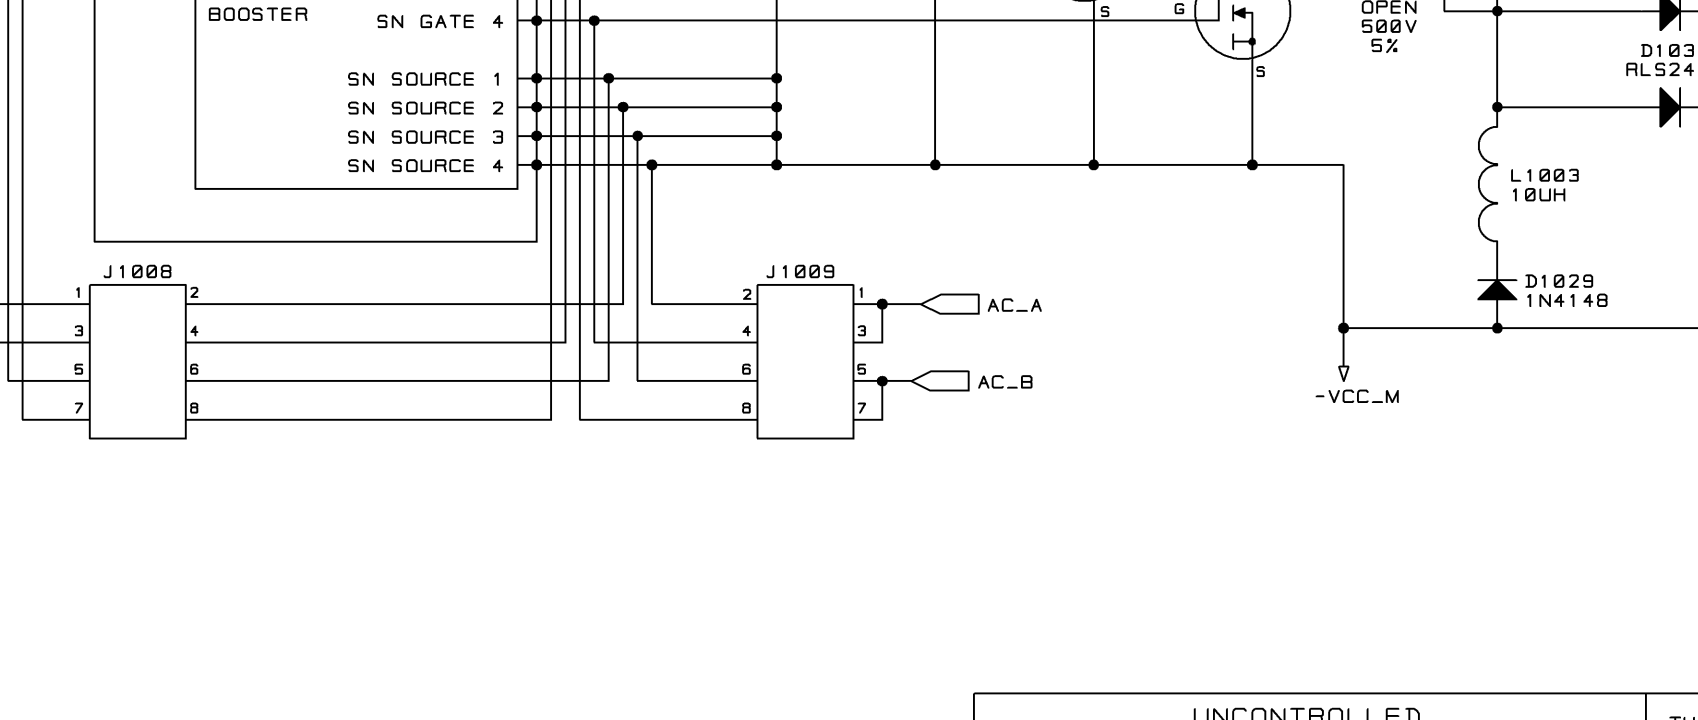 BOOSTER
SN GATE 4
SN SOURCE 1
SN SOURCE 2
SN SOURCE 3
SN SOURCE 4
S
G
S
OPEN
500V
5%
D103
RLS24
L1003
10UH
D1029
1N4148
-VCC_M
J1008
1 2
3 4
5 6
7 8
J1009
2 1
4 3
6 5
8 7
AC_A
AC_B
UNCONTROLLED